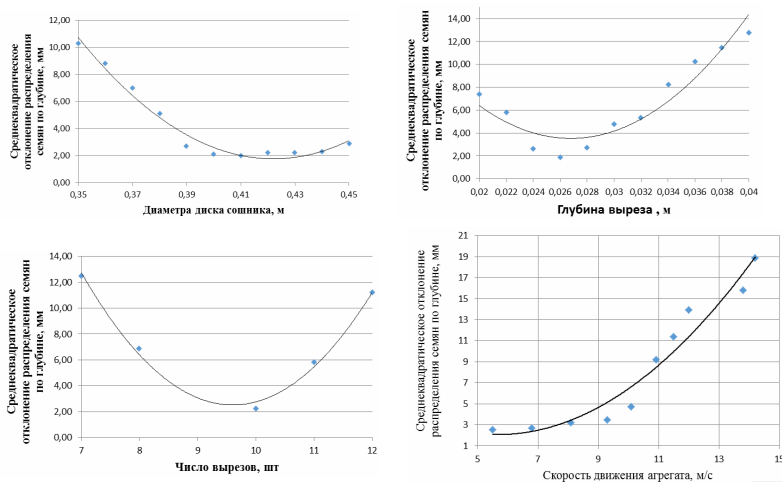 Среднеквадратическое
отклонение распределения
семян по глубине, мм
12,00
10,00
8,00
6,00
4,00
2,00
0,00
0,35 0,37 0,39 0,41 0,43 0,45
Диаметра диска сошника, м
Среднеквадратическое
отклонение распределения семян
по глубине, мм
14,00
12,00
10,00
8,00
6,00
4,00
2,00
0,00
0,02 0,022 0,024 0,026 0,028 0,03 0,032 0,034 0,036 0,038 0,04
Глубина выреза , м
Среднеквадратическое
отклонение распределения семян
по глубине, мм
14,00
12,00
10,00
8,00
6,00
4,00
2,00
0,00
7 8 9 10 11 12
Число вырезов, шт
Среднеквадратическое отклонение
распределения семян по глубине, мм
21
19
17
15
13
11
9
7
5
3
1
5 7 9 11 13 15
Скорость движения агрегата, м/с